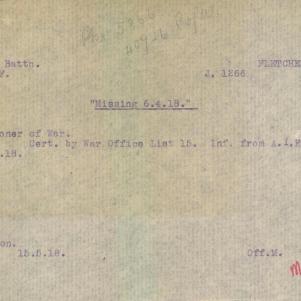 Battn. FLETCHE
F. J. 1266
"Missing 6.4.18."
oner of War.
Cert. by War Office List 15. Inf. from A.I.F
.18.
on.
15.5.18. Off.M.
M